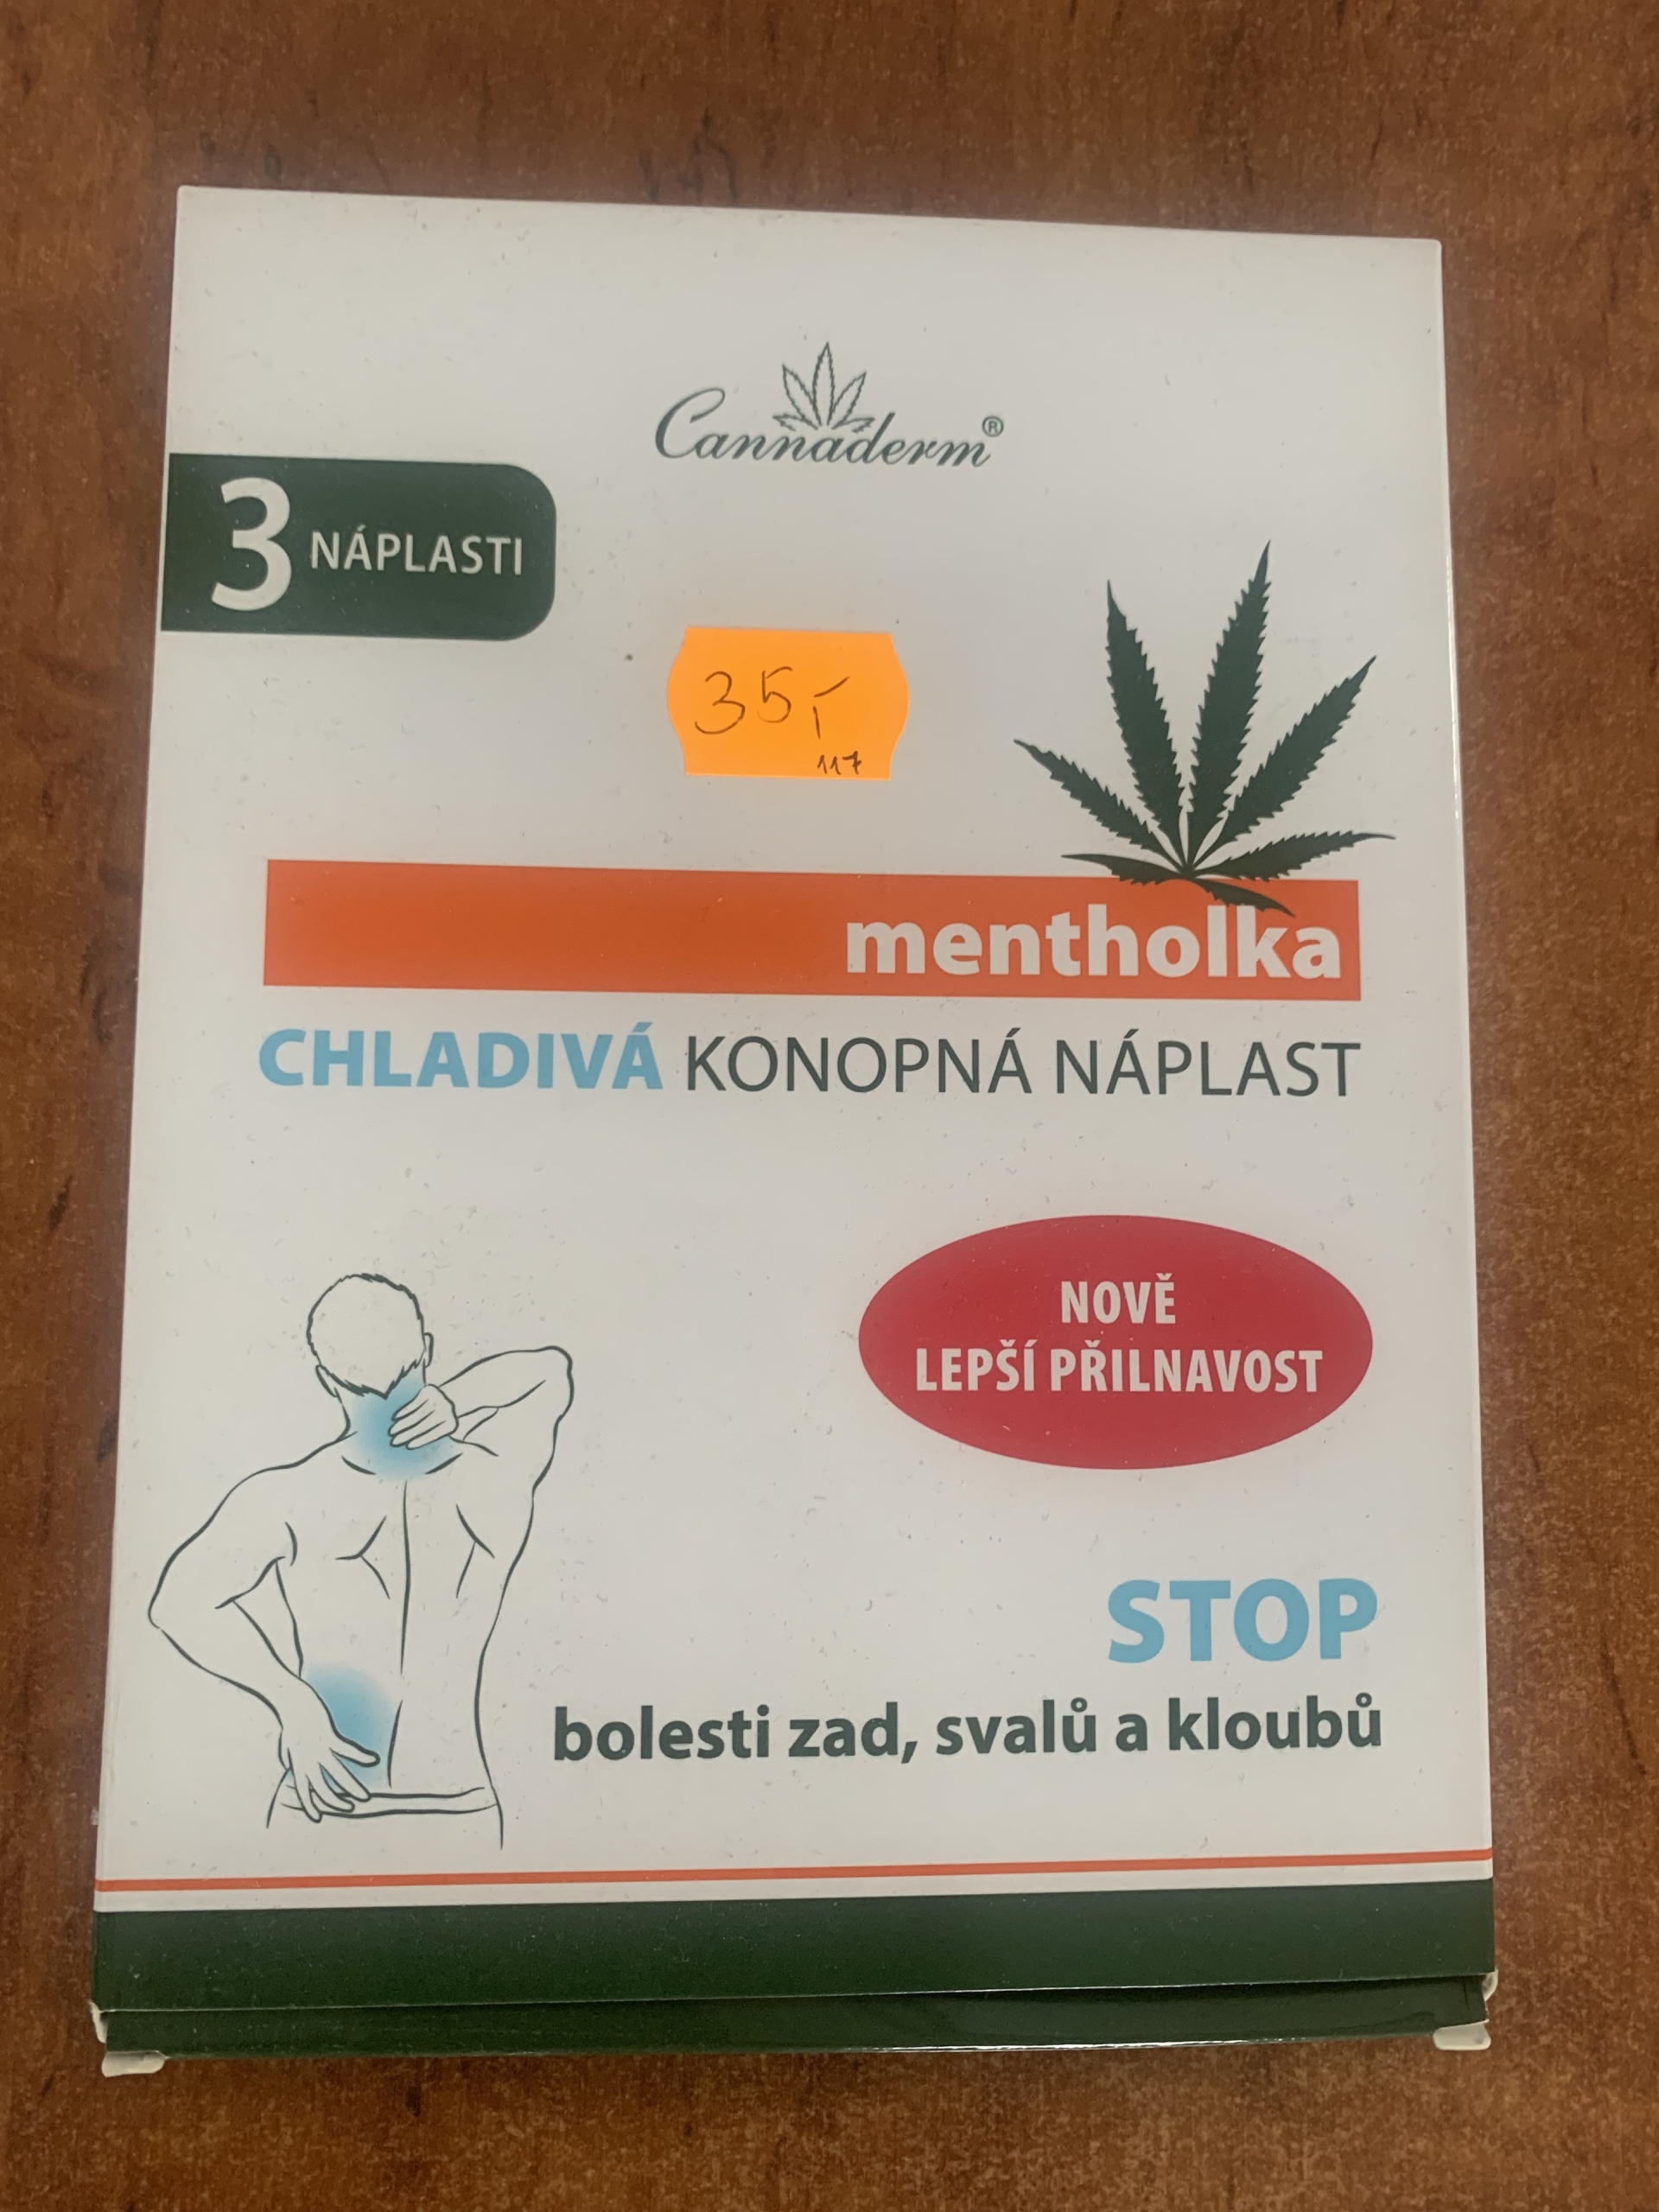 Cannaderm®
3 NÁPLASTI
35,-
117
mentholka
CHLADIVÁ KONOPNÁ NÁPLAST
NOVĚ
LEPŠÍ PŘILNAVOST
STOP
bolesti zad, svalů a kloubů